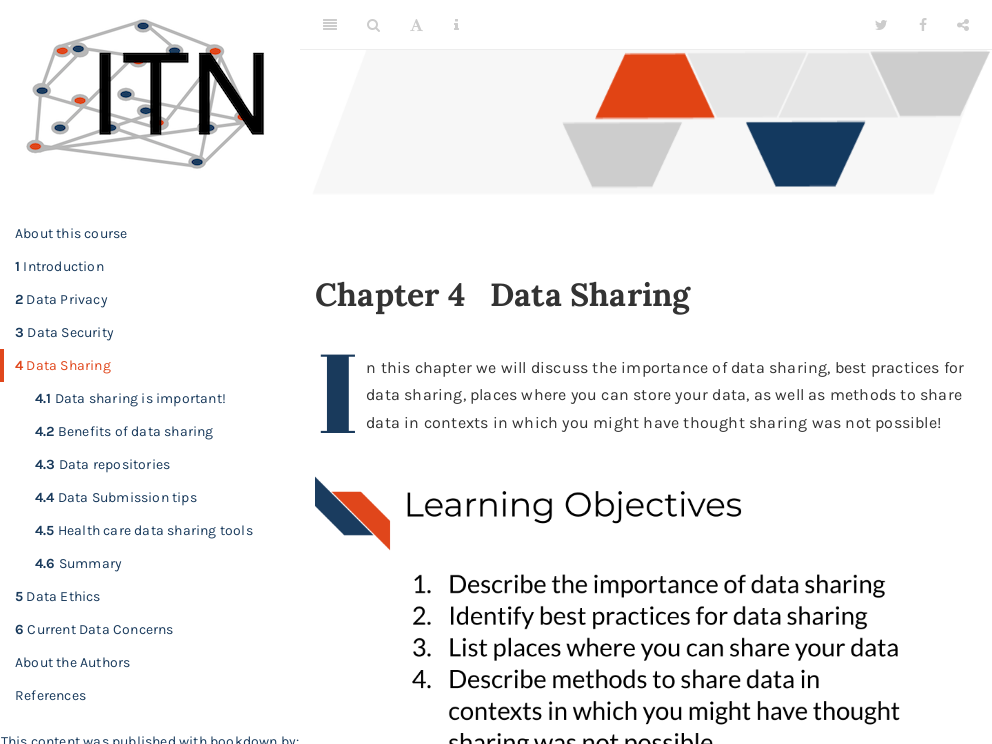 ITN
About this course
1 Introduction
2 Data Privacy
3 Data Security
4 Data Sharing
4.1 Data sharing is important!
4.2 Benefits of data sharing
4.3 Data repositories
4.4 Data Submission tips
4.5 Health care data sharing tools
4.6 Summary
5 Data Ethics
6 Current Data Concerns
About the Authors
References
This content was published with bookdown by:
Chapter 4 Data Sharing
In this chapter we will discuss the importance of data sharing, best practices for
data sharing, places where you can store your data, as well as methods to share
data in contexts in which you might have thought sharing was not possible!
Learning Objectives
1. Describe the importance of data sharing
2. Identify best practices for data sharing
3. List places where you can share your data
4. Describe methods to share data in
contexts in which you might have thought
sharing was not possible